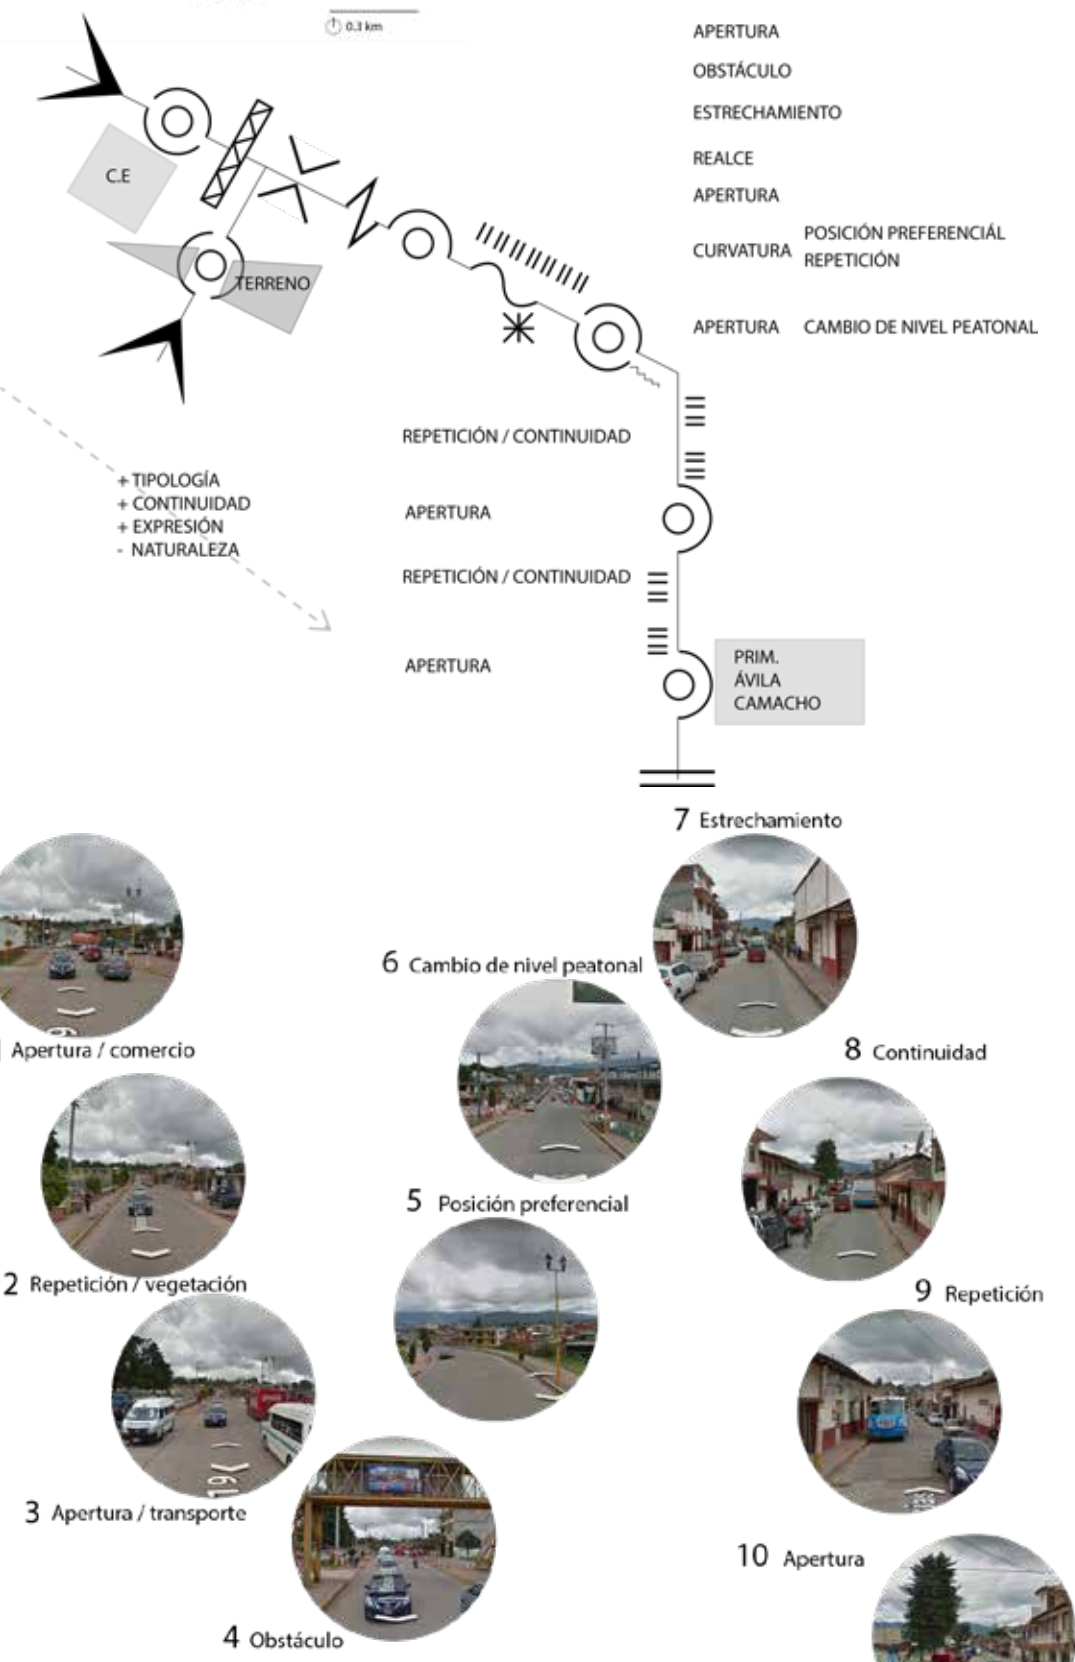 0.3 km
APERTURA
OBSTÁCULO
ESTRECHAMIENTO
REALCE
APERTURA
CURVATURA
POSICIÓN PREFERENCIÁL
REPETICIÓN
APERTURA
CAMBIO DE NIVEL PEATONAL
C.E
TERRENO
REPETICIÓN / CONTINUIDAD
+ TIPOLOGÍA
+ CONTINUIDAD
+ EXPRESIÓN
- NATURALEZA
APERTURA
REPETICIÓN / CONTINUIDAD
APERTURA
PRIM.
ÁVILA
CAMACHO
7 Estrechamiento
6 Cambio de nivel peatonal
Apertura / comercio
8 Continuidad
5 Posición preferencial
2 Repetición / vegetación
9 Repetición
3 Apertura / transporte
10 Apertura
4 Obstáculo